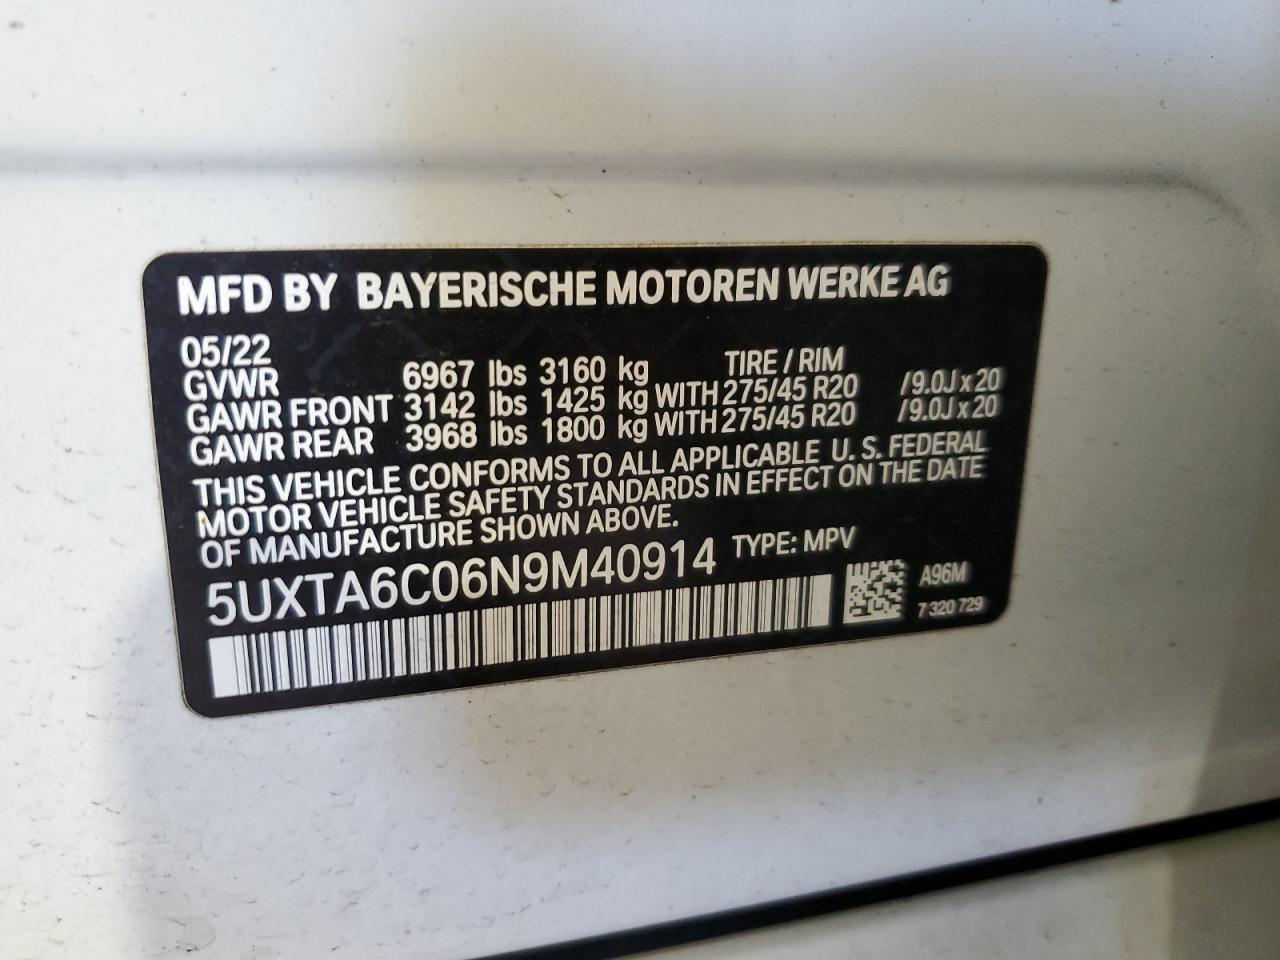 MFD BY BAYERISCHE MOTOREN WERKE AG
05/22 TIRE / RIM
GVWR 6967 lbs 3160 kg
GAWR FRONT 3142 lbs 1425 kg WITH 275/45 R20 /9.0J x 20
GAWR REAR 3968 lbs 1800 kg WITH 275/45 R20 /9.0J x 20
THIS VEHICLE CONFORMS TO ALL APPLICABLE U. S. FEDERAL
MOTOR VEHICLE SAFETY STANDARDS IN EFFECT ON THE DATE
OF MANUFACTURE SHOWN ABOVE.
5UXTA6C06N9M40914 TYPE: MPV
A96M
7 320 729